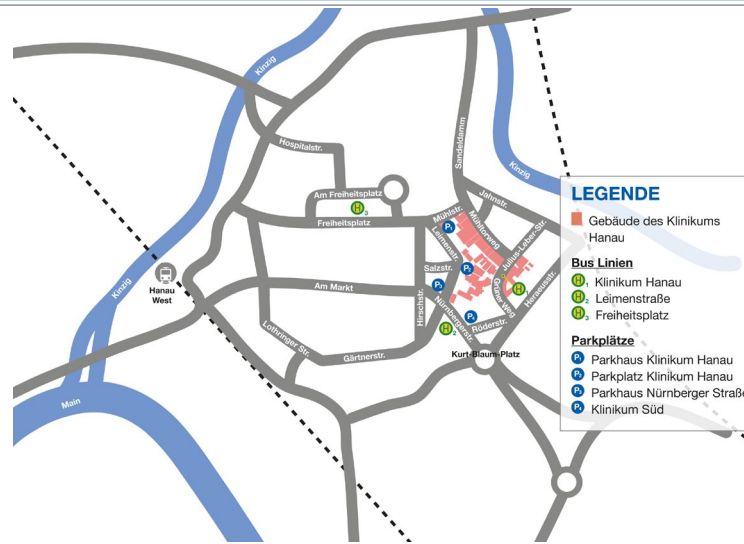 Kinzig
Hospitalstr.
Sandeldamm
Kinzig
Am Freiheitsplatz
H3
Freiheitsplatz
Jahnstr.
Mühlstr.
P1
Mühltorweg
Leimenstr.
Julius-Leber-Str.
Salzstr.
P2
P3
Grüner Weg
H1
Heraeusstr.
Hanau
West
Kinzig
Am Markt
Hirschstr.
Nürnbergerstr.
P4
H2
Röderstr.
Lothringer Str.
Gärtnerstr.
Kurt-Blaum-Platz
Main
LEGENDE
Gebäude des Klinikums
Hanau
Bus Linien
H1 Klinikum Hanau
H2 Leimenstraße
H3 Freiheitsplatz
Parkplätze
P1 Parkhaus Klinikum Hanau
P2 Parkplatz Klinikum Hanau
P3 Parkhaus Nürnberger Straße
P4 Klinikum Süd